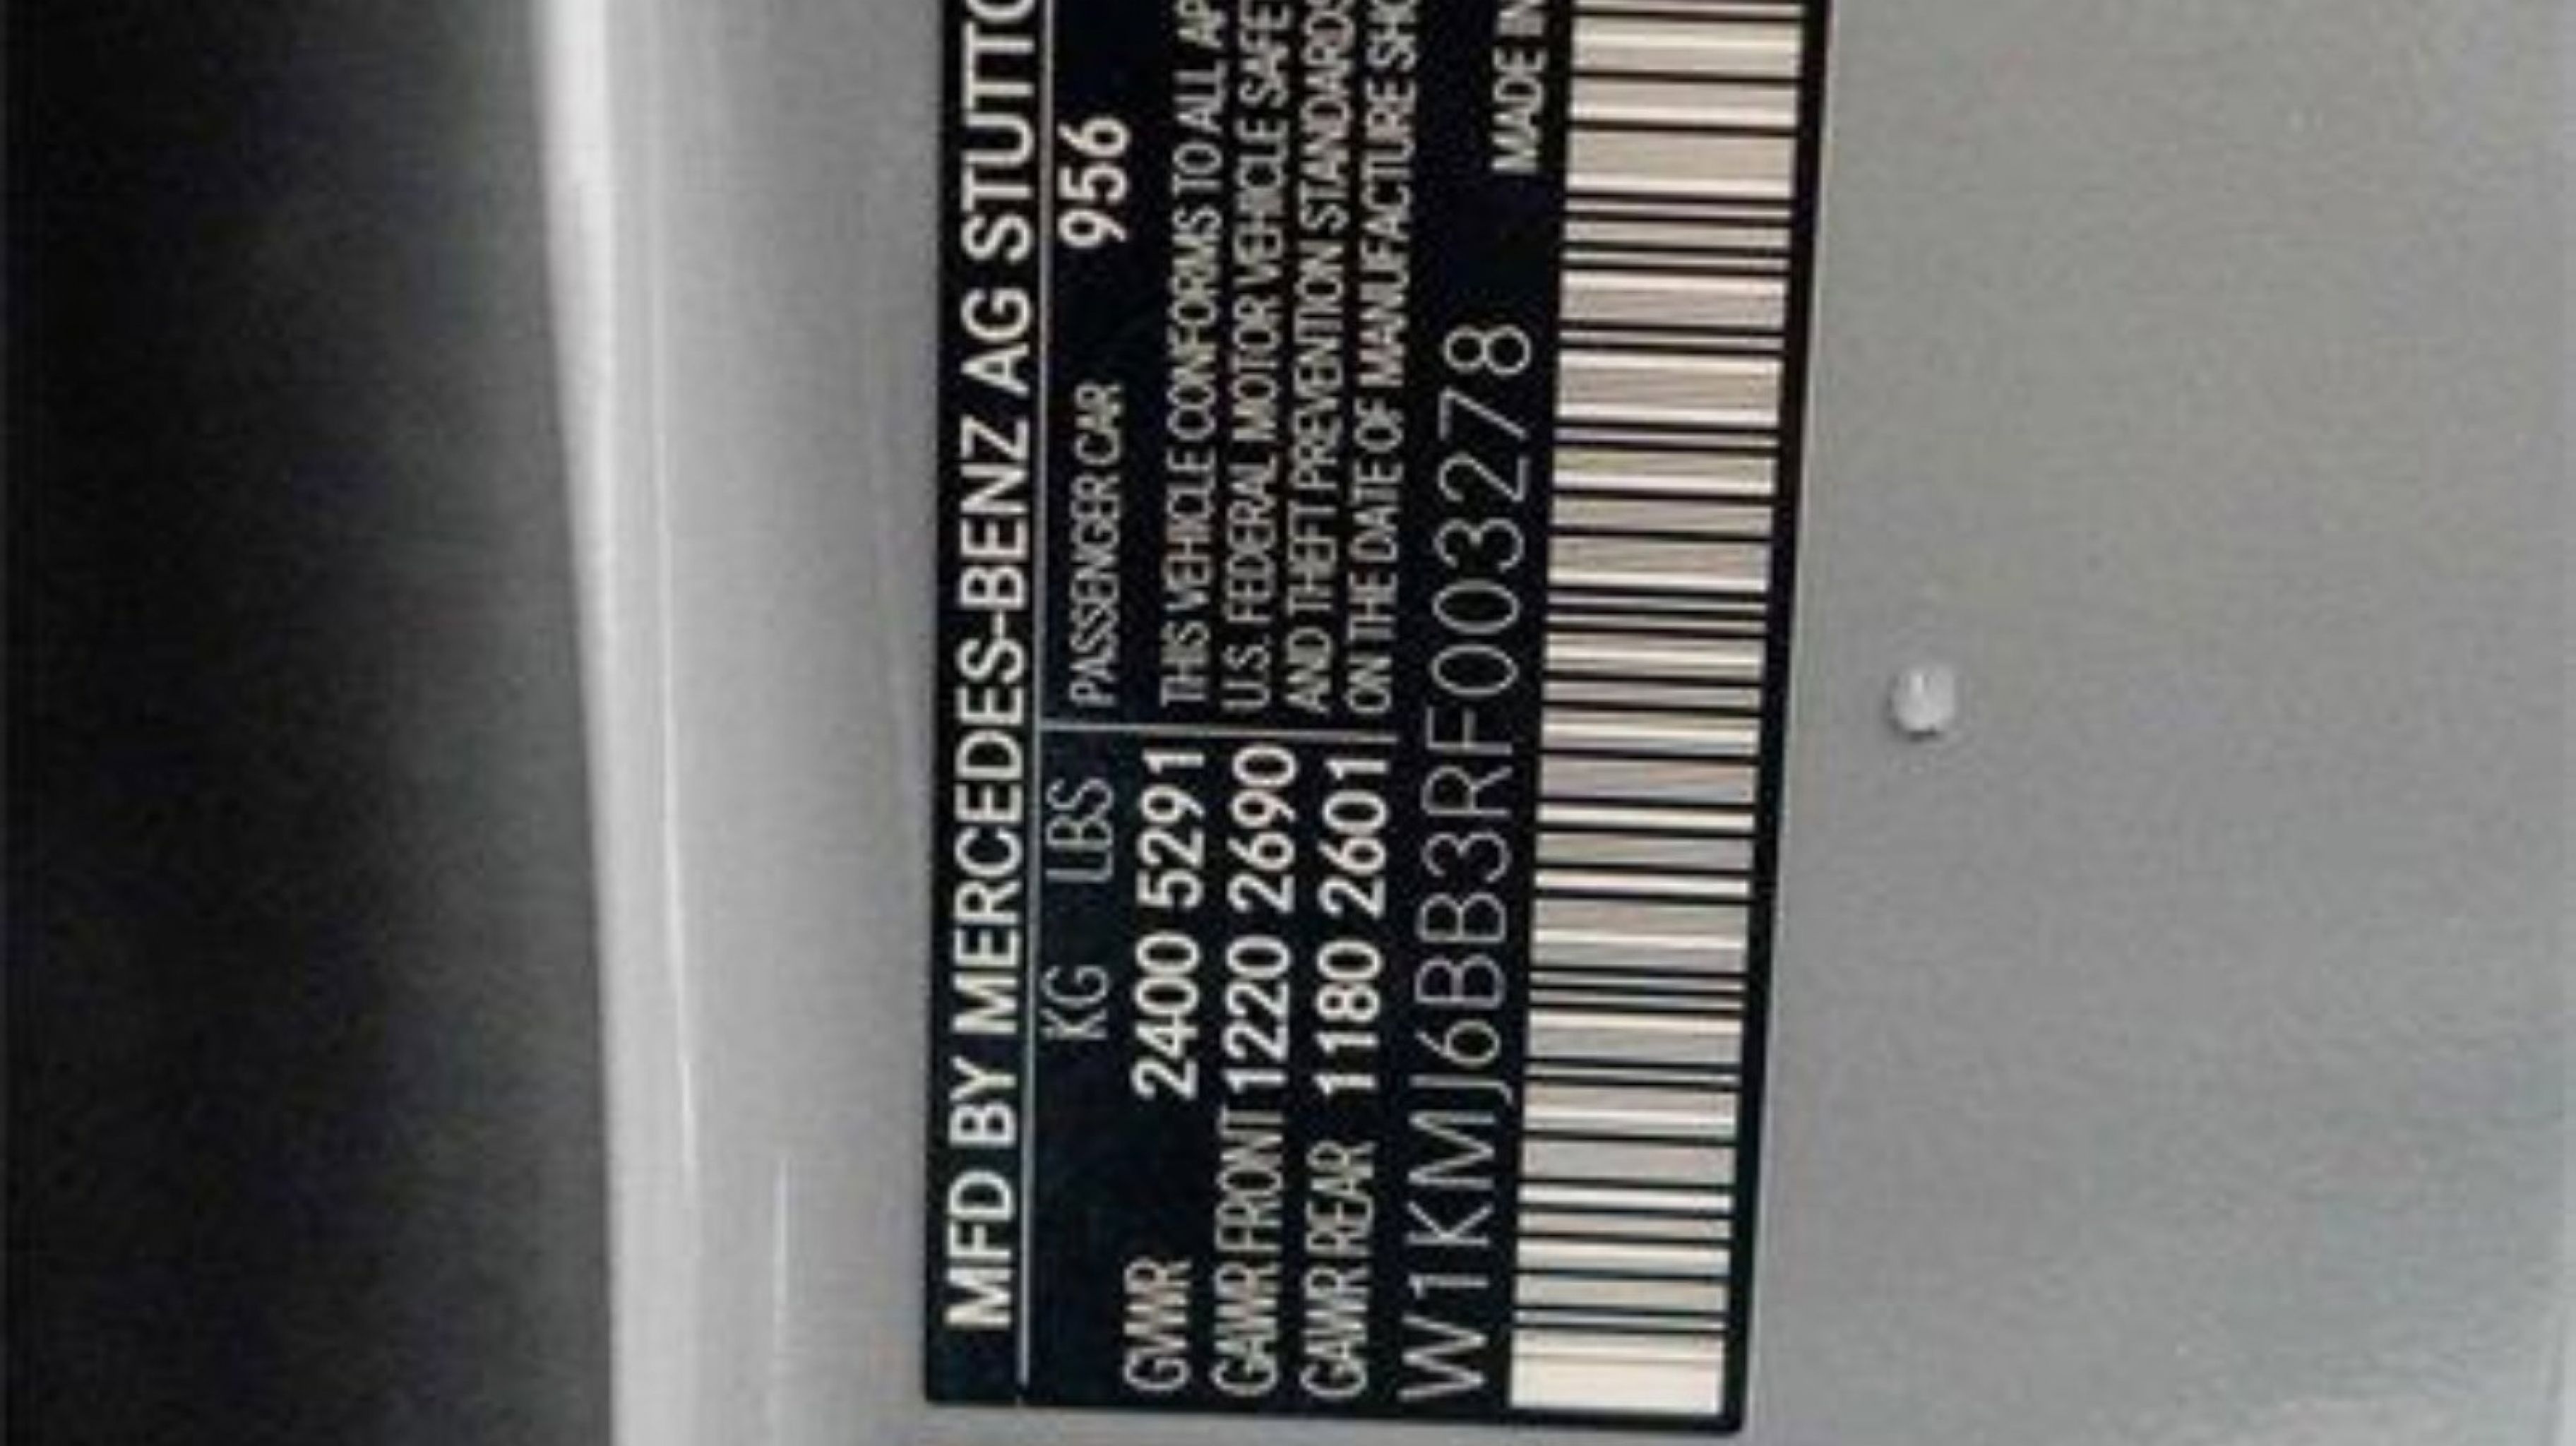 MFD BY MERCEDES-BENZ AG STUTTG
KG LBS
GVWR 2400 5291
GAWR FRONT 1220 2690
GAWR REAR 1180 2601
PASSENGER CAR 956
THIS VEHICLE CONFORMS TO ALL AP
U.S. FEDERAL MOTOR VEHICLE SAFE
AND THEFT PREVENTION STANDARDS
ON THE DATE OF MANUFACTURE SHO
W1KMJ6BB3RF003278
MADE IN